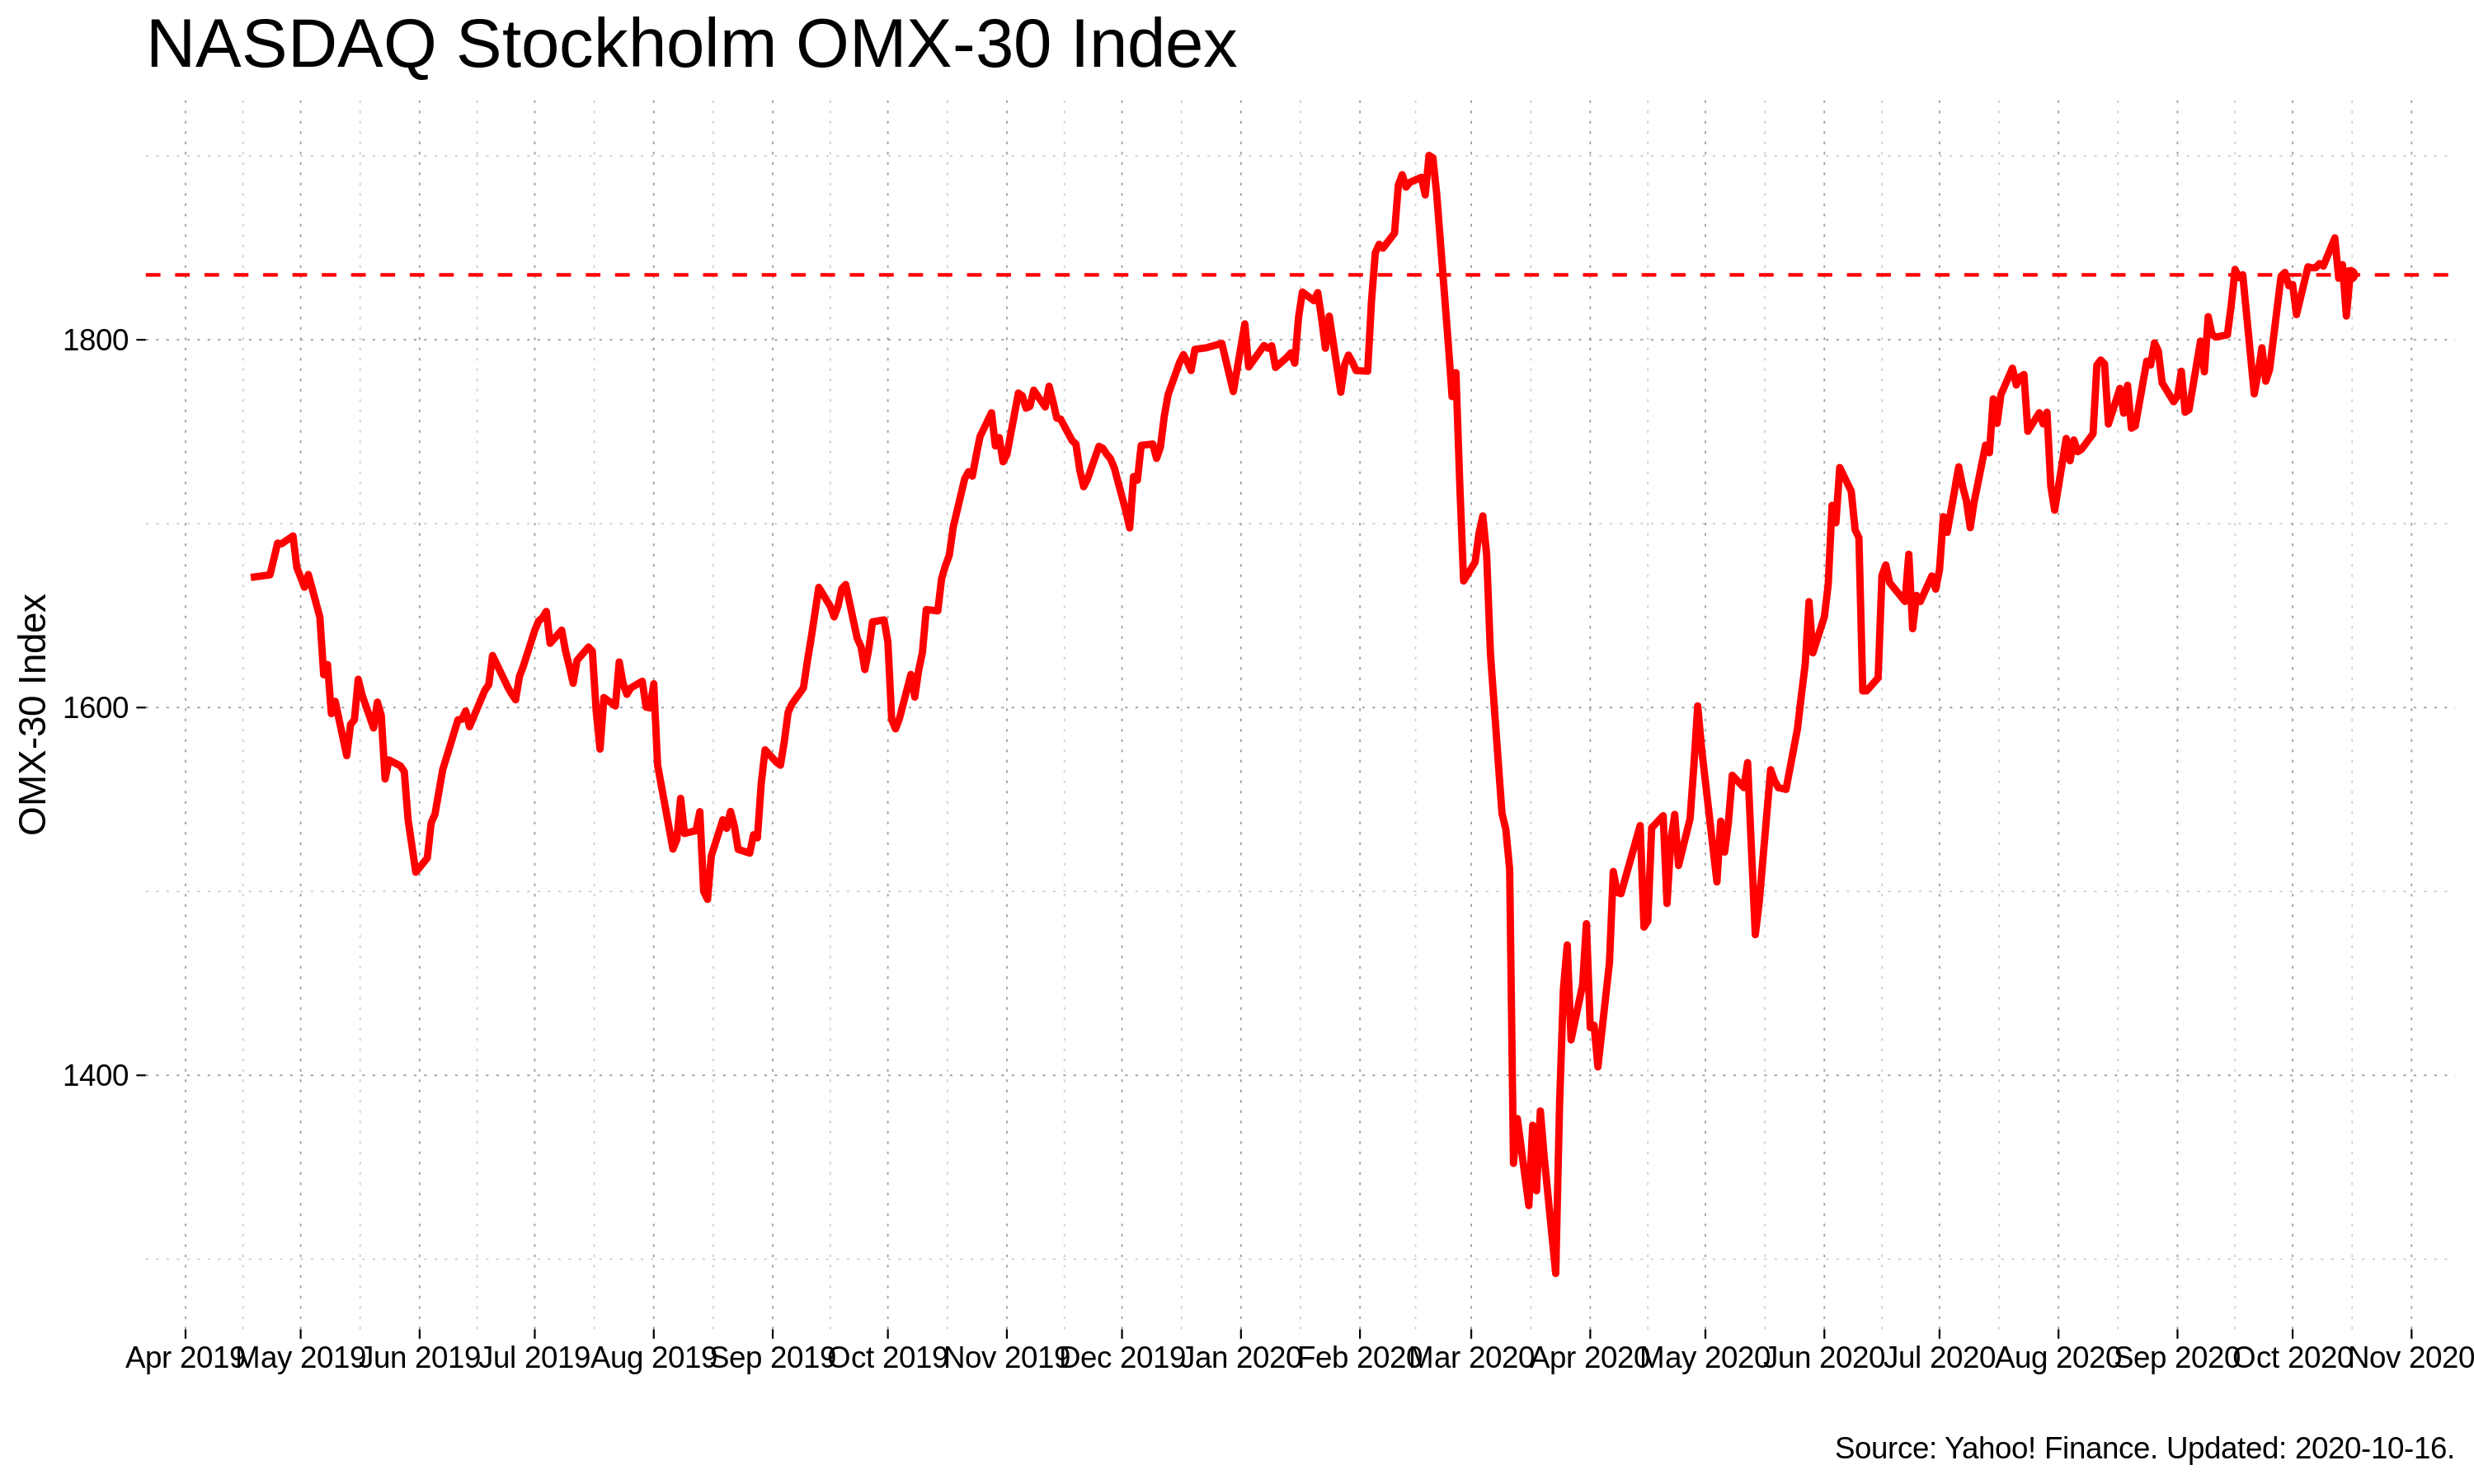 NASDAQ Stockholm OMX-30 Index
OMX-30 Index
1800
1600
1400
Apr 2019 May 2019 Jun 2019 Jul 2019 Aug 2019 Sep 2019 Oct 2019 Nov 2019 Dec 2019 Jan 2020 Feb 2020 Mar 2020 Apr 2020 May 2020 Jun 2020 Jul 2020 Aug 2020 Sep 2020 Oct 2020 Nov 2020
Source: Yahoo! Finance. Updated: 2020-10-16.